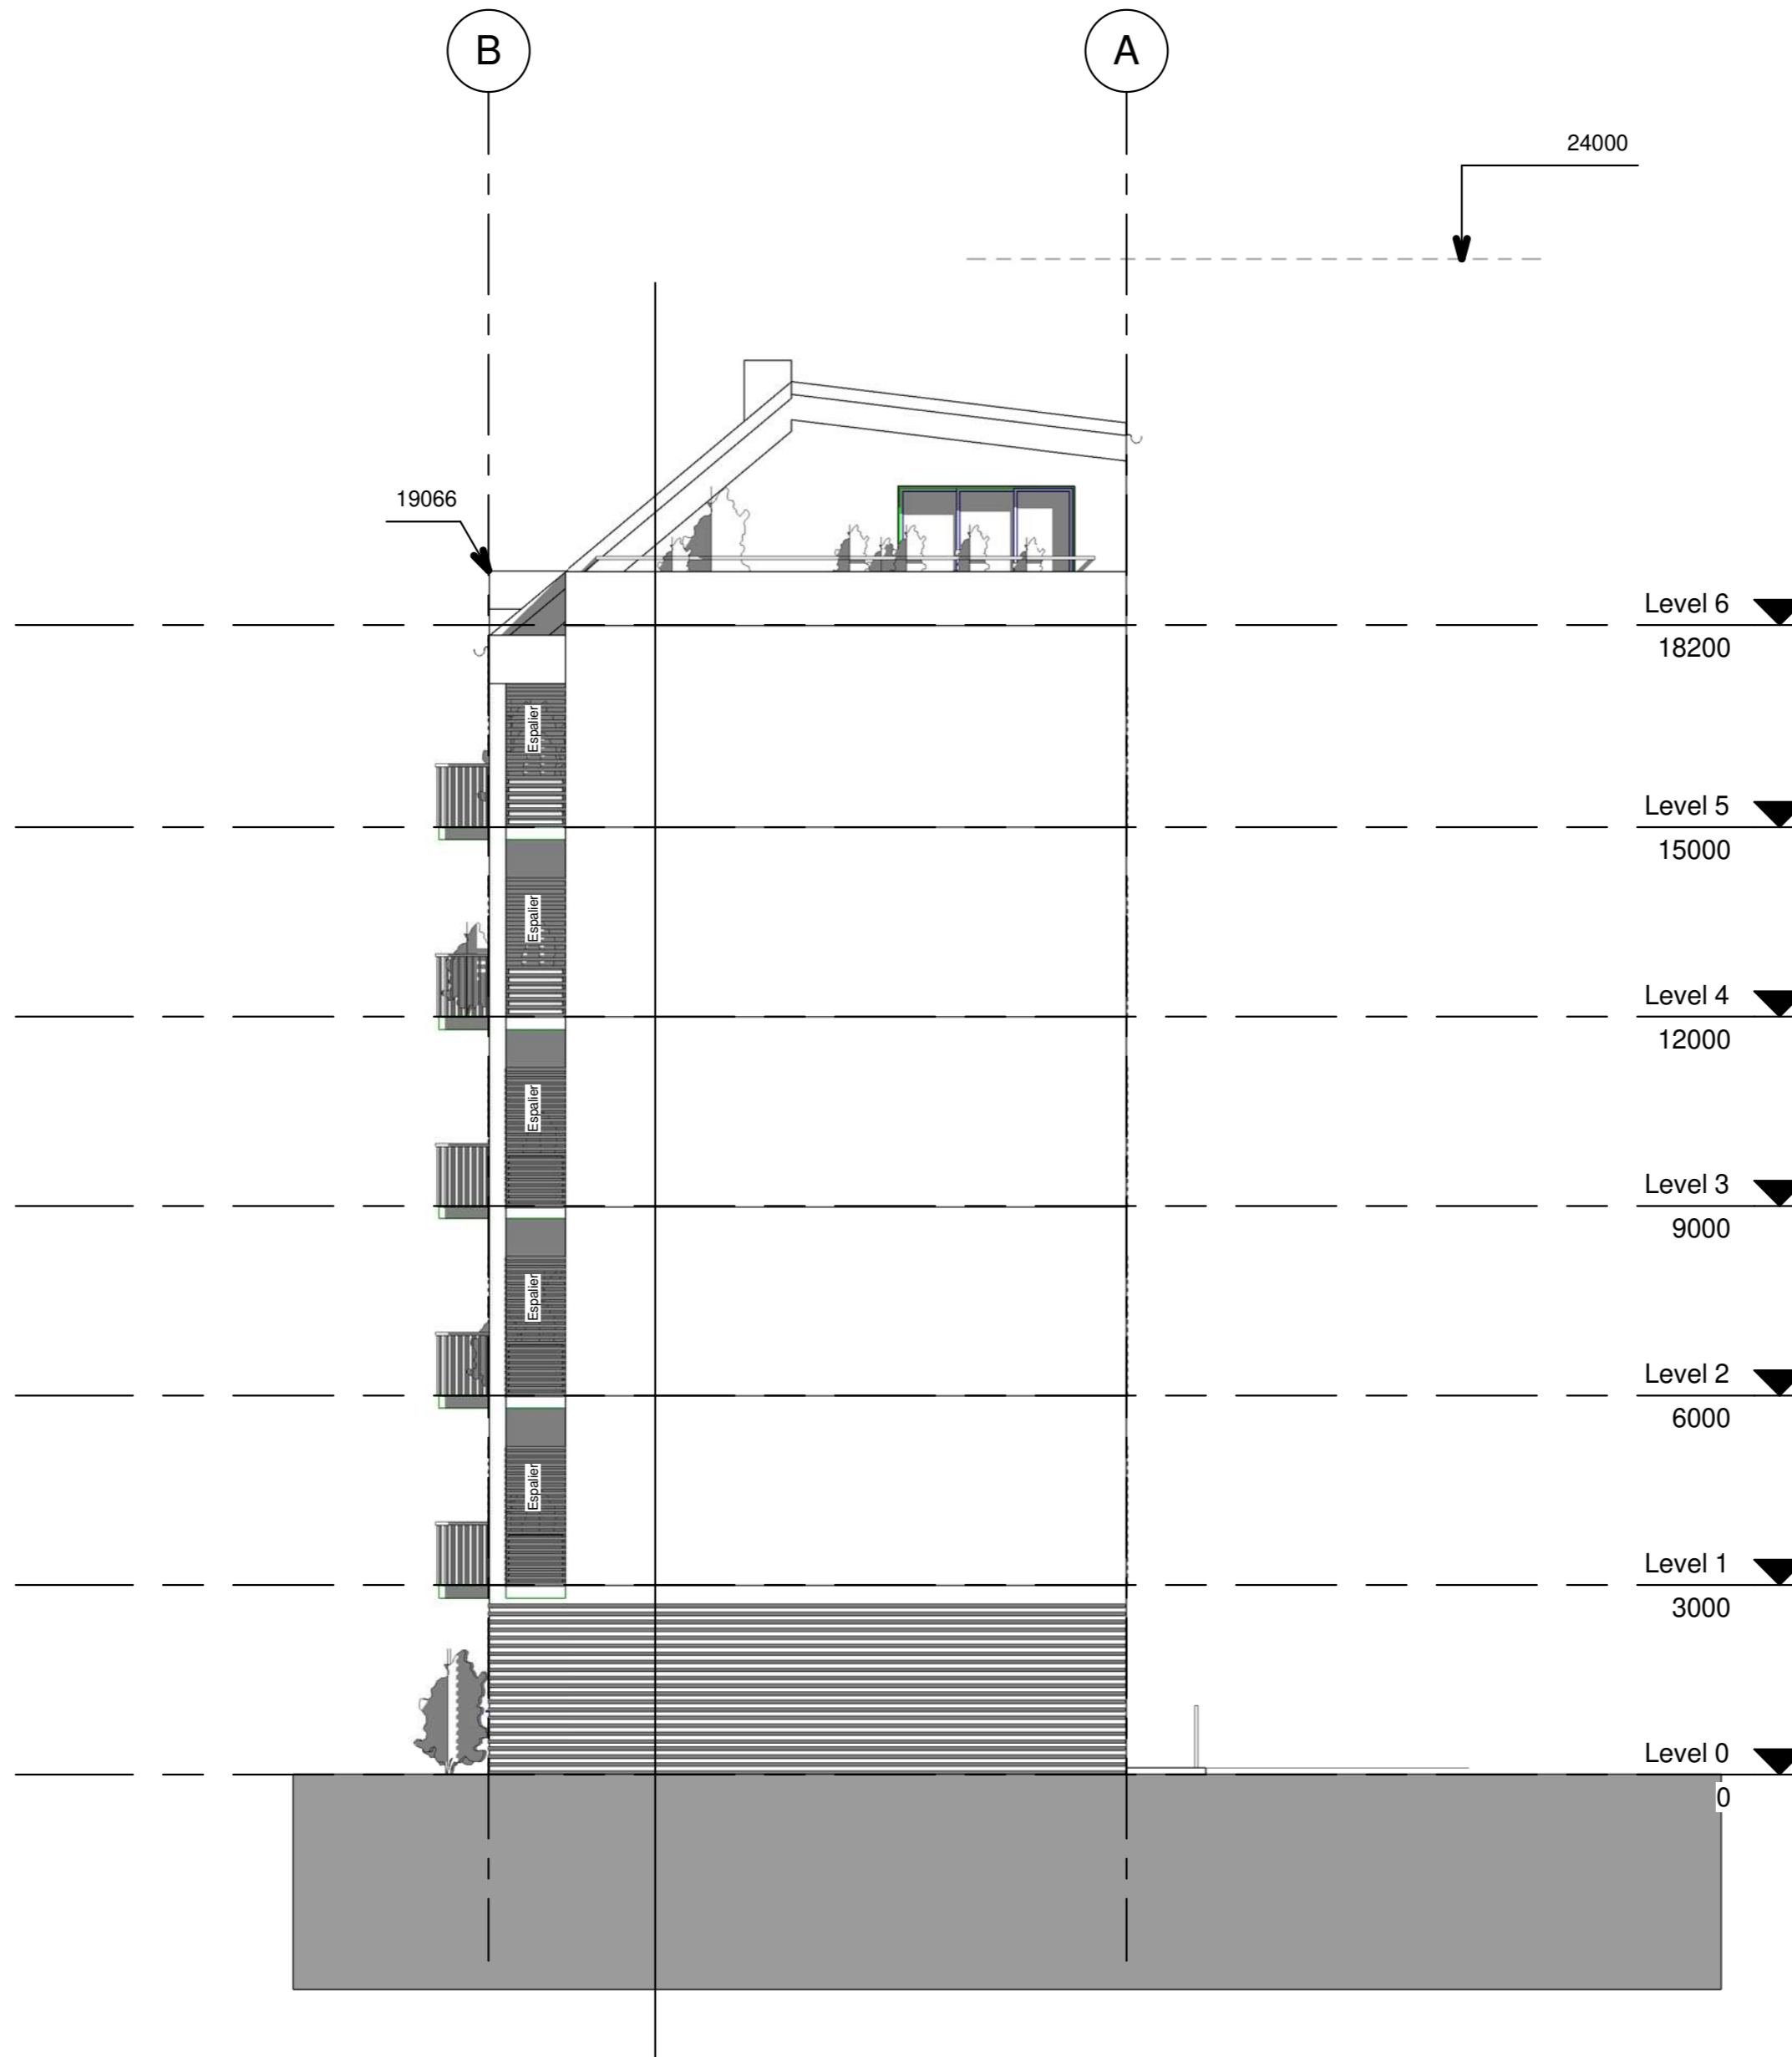 B
A
24000
19066
Level 6
18200
Espalier
Level 5
15000
Espalier
Level 4
12000
Espalier
Level 3
9000
Espalier
Level 2
6000
Espalier
Level 1
3000
Level 0
0